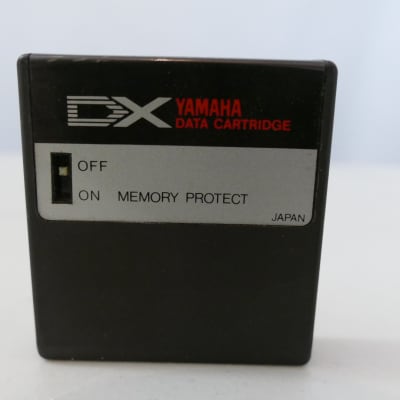 DX YAMAHA
DATA CARTRIDGE
OFF
ON MEMORY PROTECT
JAPAN